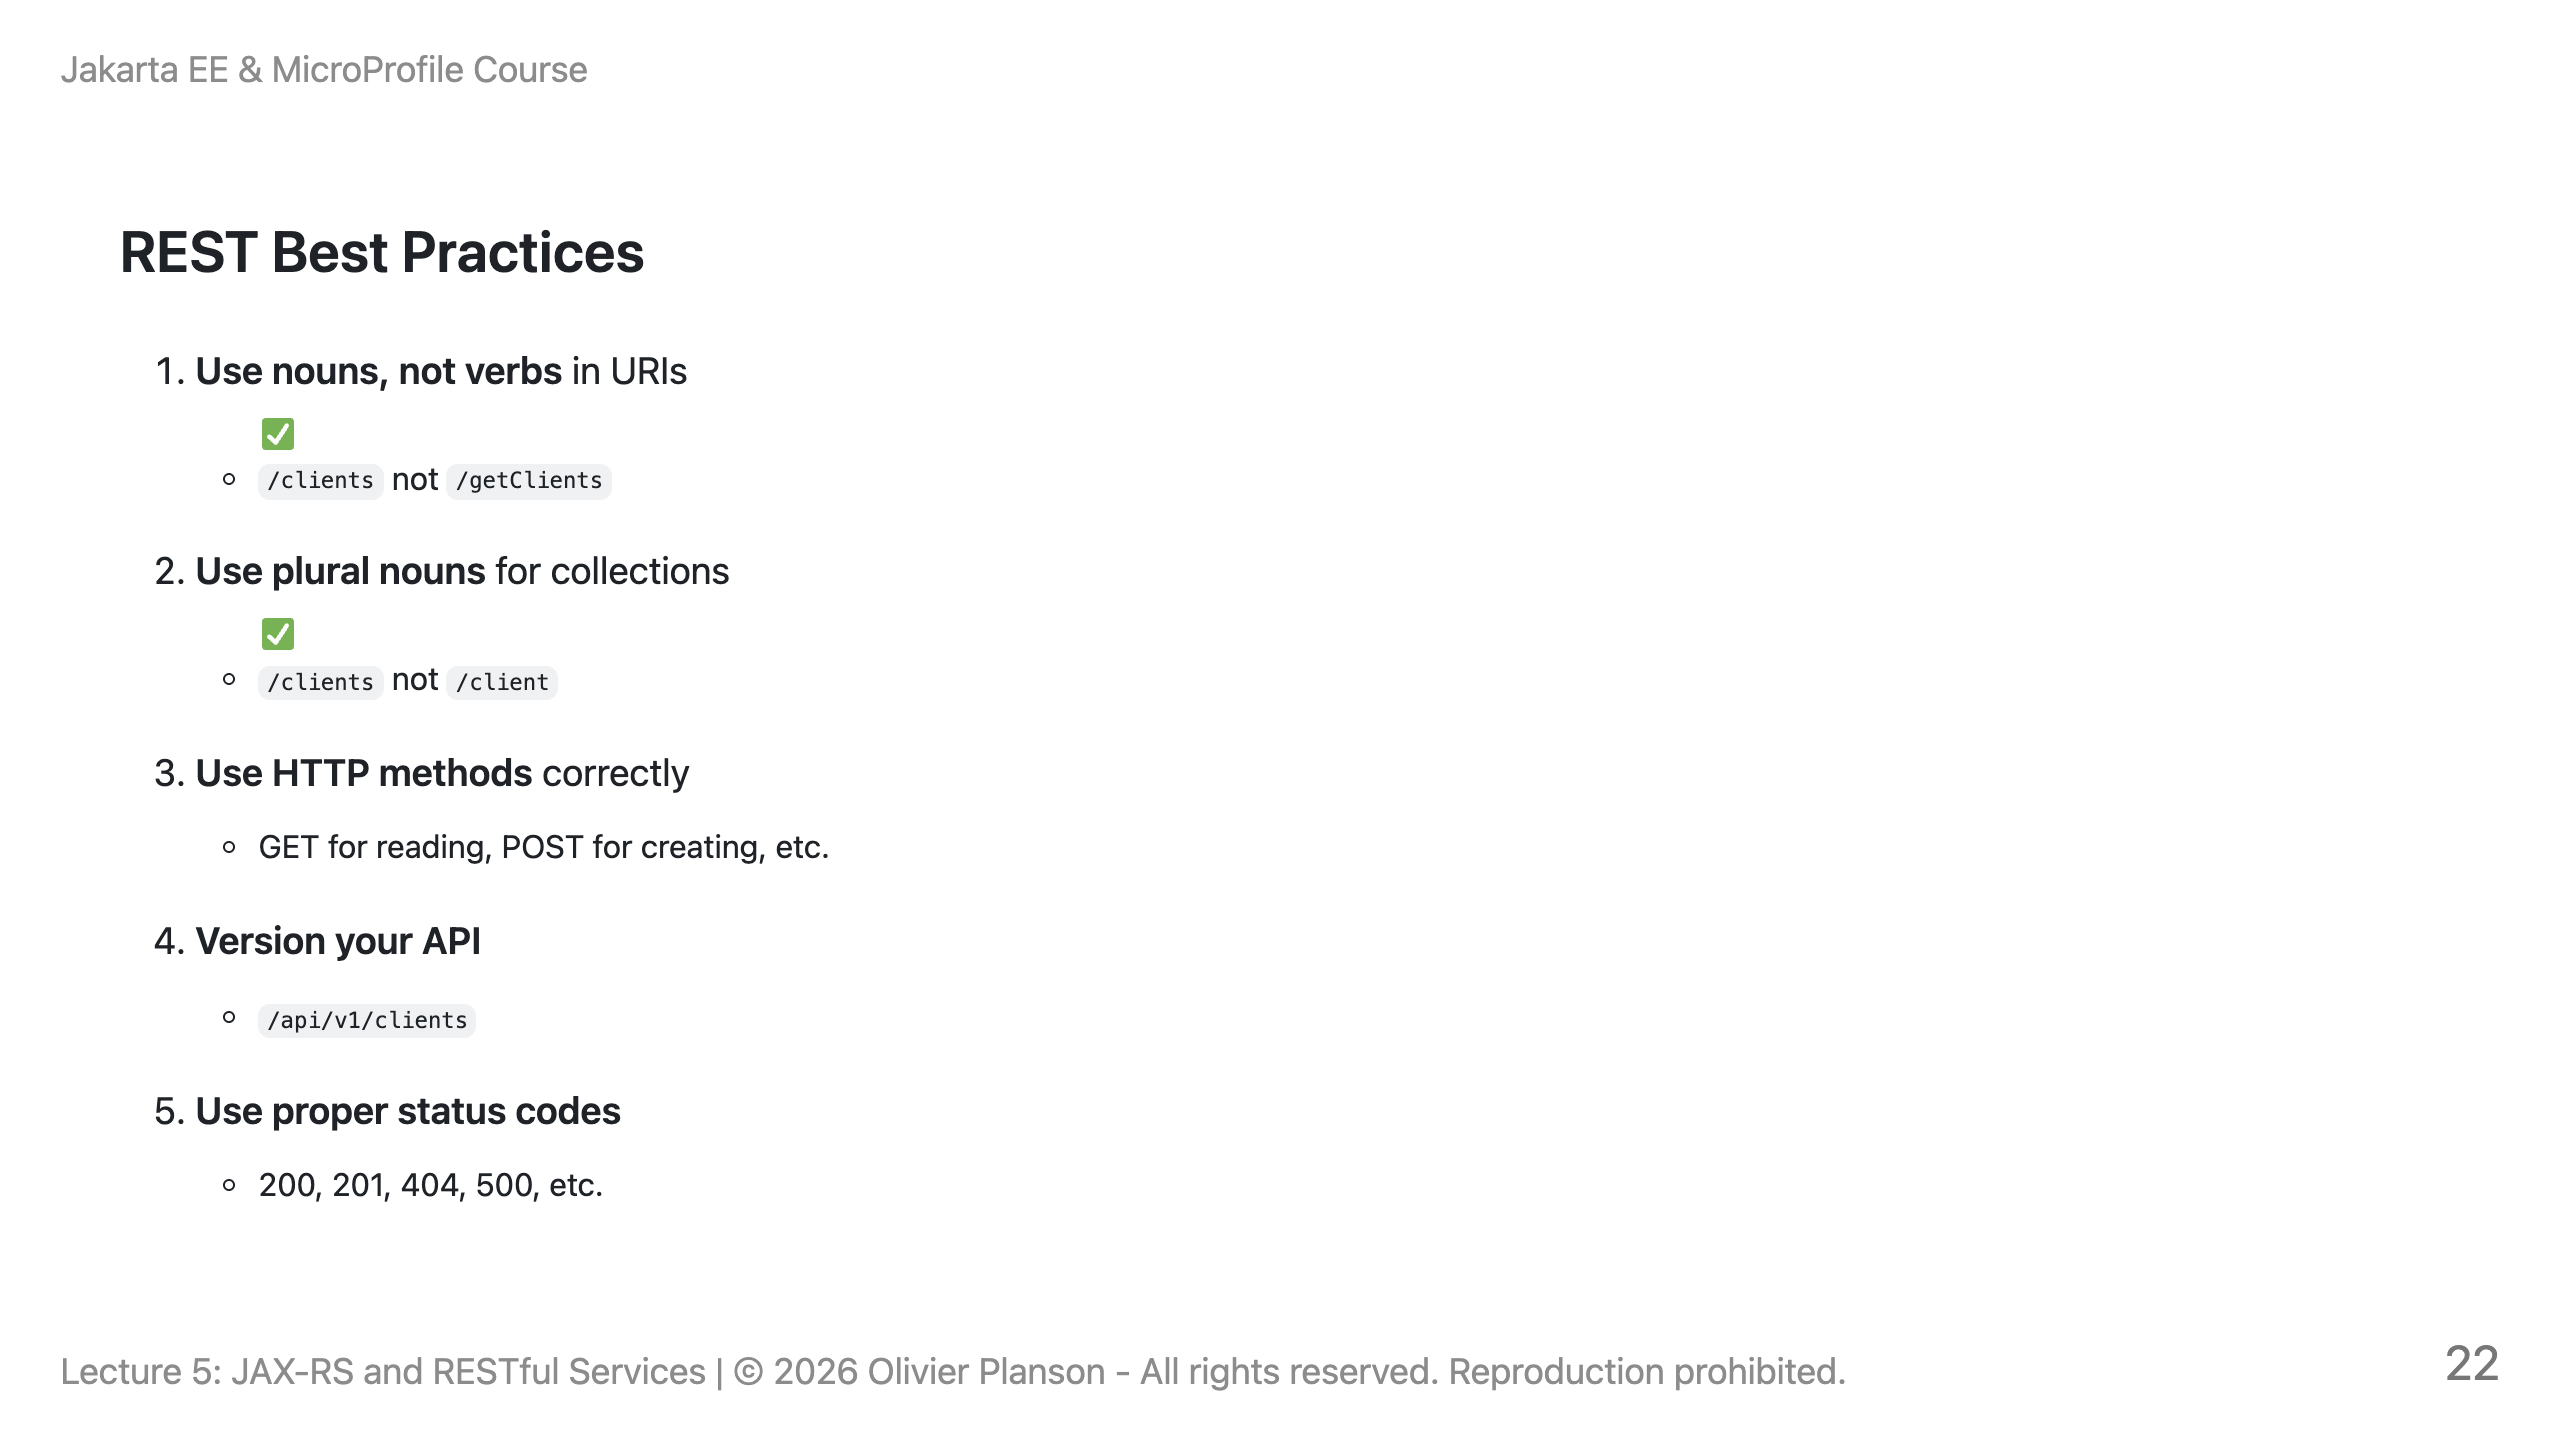 Jakarta EE & MicroProfile Course
REST Best Practices
1. Use nouns, not verbs in URIs
✅
/clients not /getClients
2. Use plural nouns for collections
✅
/clients not /client
3. Use HTTP methods correctly
GET for reading, POST for creating, etc.
4. Version your API
/api/v1/clients
5. Use proper status codes
200, 201, 404, 500, etc.
Lecture 5: JAX-RS and RESTful Services | © 2026 Olivier Planson - All rights reserved. Reproduction prohibited.
22